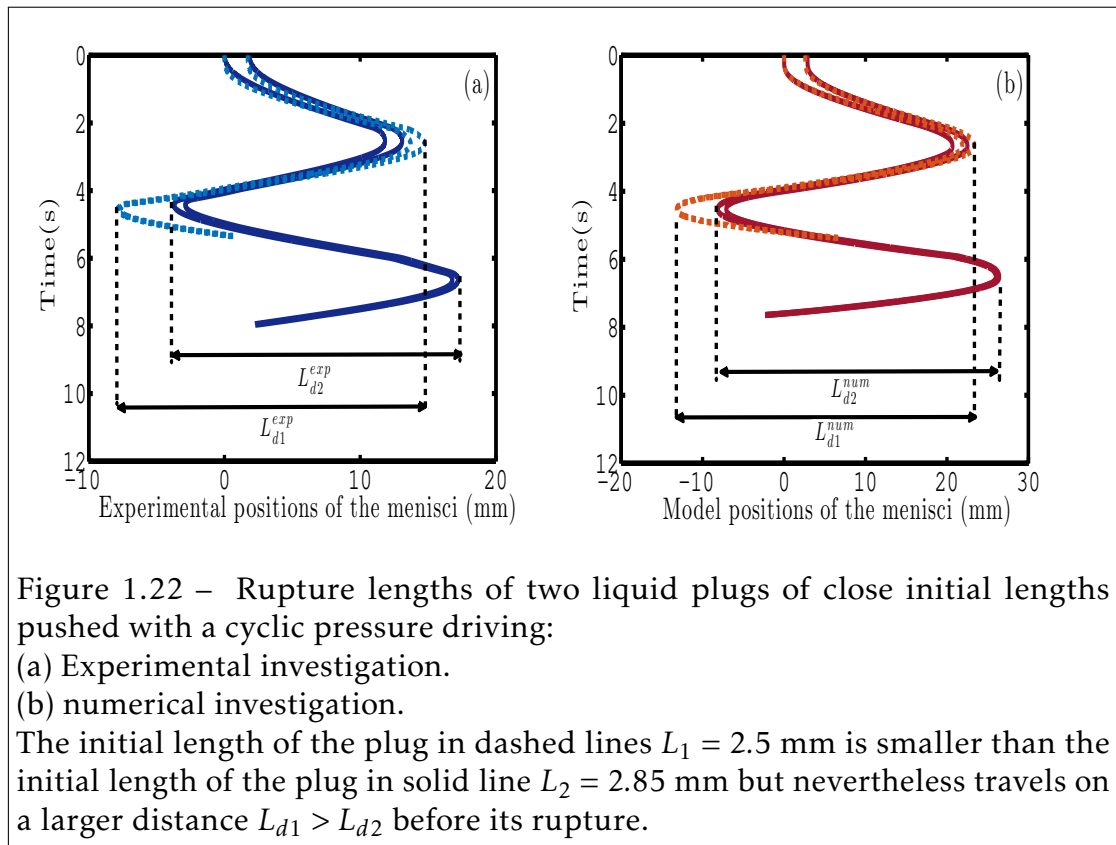 0
2
4
6
8
10
12
−10
0
10
20
Time(s)
(a)
L_{d2}^{exp}
L_{d1}^{exp}
Experimental positions of the menisci (mm)
0
2
4
6
8
10
12
−20
−10
0
10
20
30
Time(s)
(b)
L_{d2}^{num}
L_{d1}^{num}
Model positions of the menisci (mm)
Figure 1.22 – Rupture lengths of two liquid plugs of close initial lengths
pushed with a cyclic pressure driving:
(a) Experimental investigation.
(b) numerical investigation.
The initial length of the plug in dashed lines L₁ = 2.5 mm is smaller than the
initial length of the plug in solid line L₂ = 2.85 mm but nevertheless travels on
a larger distance L_{d1} > L_{d2} before its rupture.